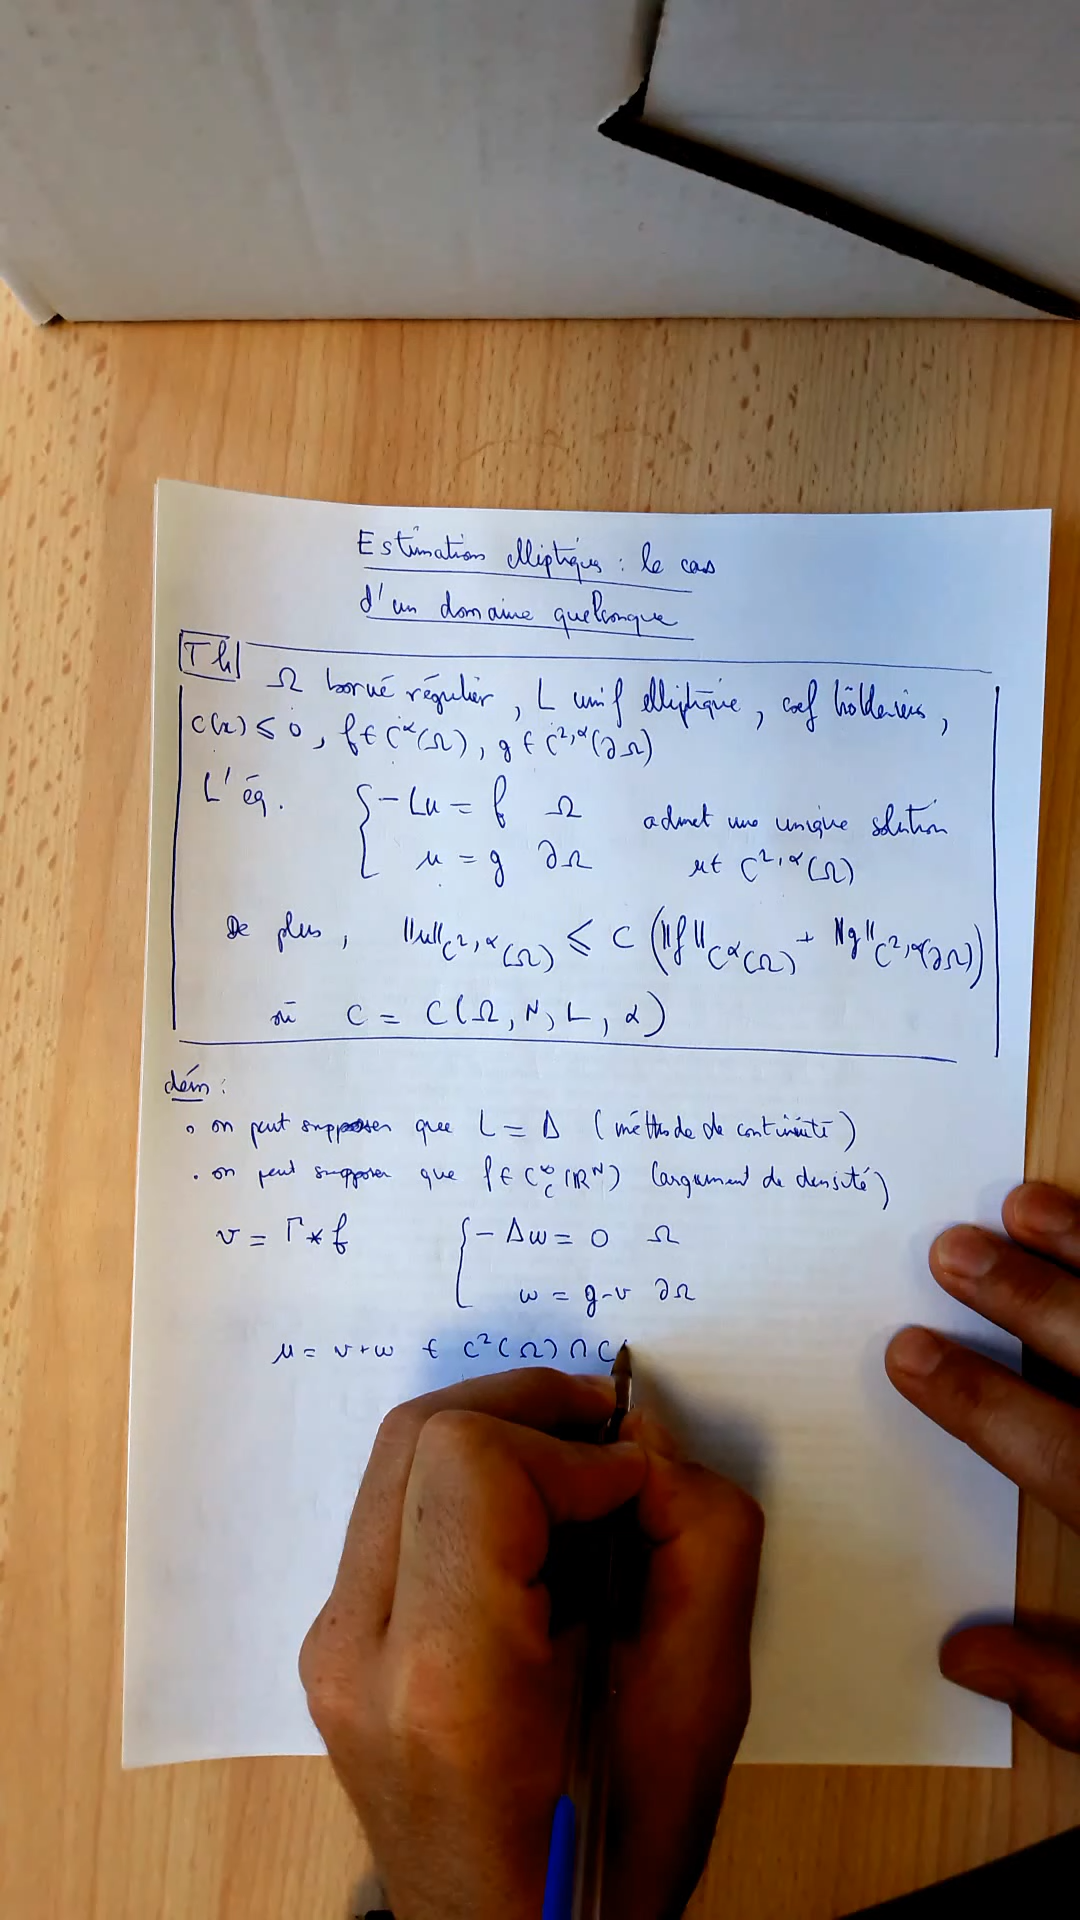 Estimations elliptiques : le cas
d'un domaine quelconque
Th
Ω borné régulier, L unif elliptique, coef höldériens,
c(x) ≤ 0, f ∈ C^α(Ω), g ∈ C^{2,α}(∂Ω)
L'éq. { -Lu = f Ω admet une unique solution
u = g ∂Ω u ∈ C^{2,α}(Ω)
De plus, ||u||_{C^{2,α}(Ω)} ≤ C (||f||_{C^α(Ω)} + ||g||_{C^{2,α}(∂Ω)})
où C = C(Ω, N, L, α)
dém :
• on peut supposer que L = Δ (méthode de continuité)
• on peut supposer que f ∈ C_c^∞(ℝ^N) (argument de densité)
v = Γ * f { -Δw = 0 Ω
w = g-v ∂Ω
u = v+w ∈ C²(Ω) ∩ C(